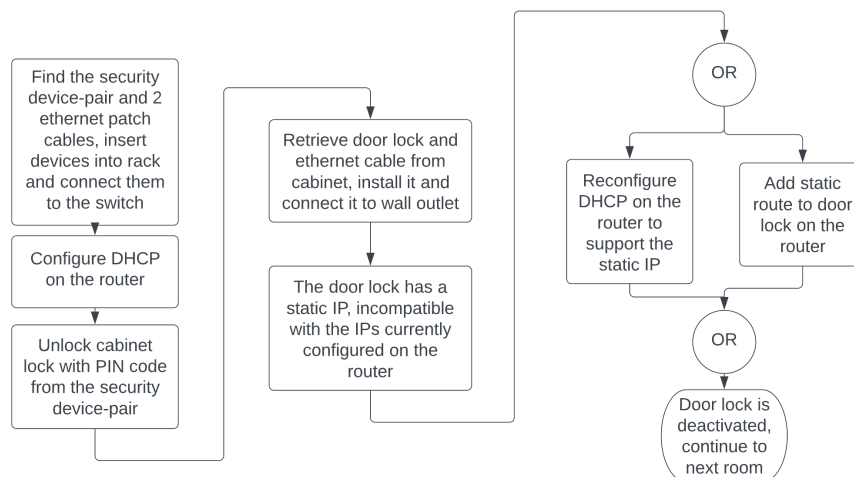 Find the security
device-pair and 2
ethernet patch
cables, insert
devices into rack
and connect them
to the switch
Configure DHCP
on the router
Unlock cabinet
lock with PIN code
from the security
device-pair
Retrieve door lock and
ethernet cable from
cabinet, install it and
connect it to wall outlet
The door lock has a
static IP, incompatible
with the IPs currently
configured on the
router
OR
Reconfigure
DHCP on the
router to
support the
static IP
Add static
route to door
lock on the
router
OR
Door lock is
deactivated,
continue to
next room